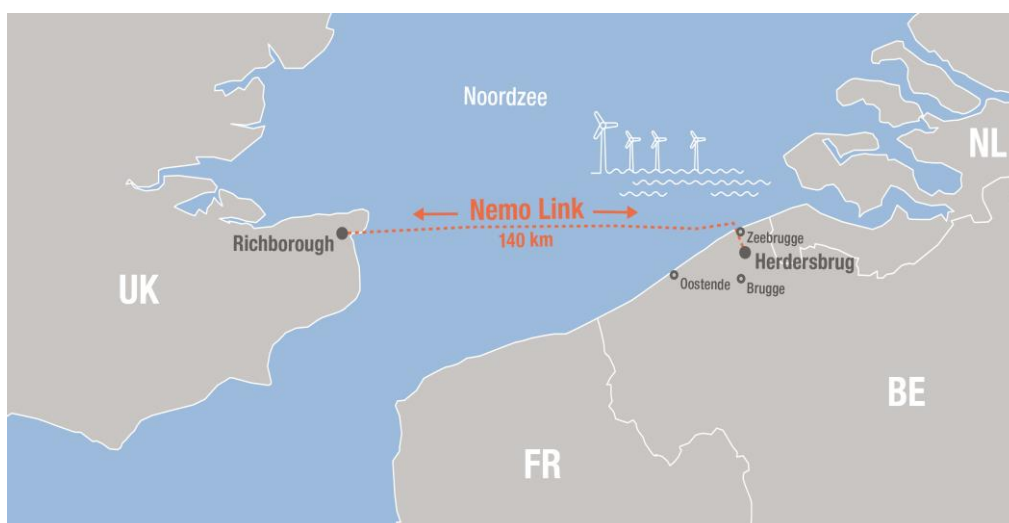 Noordzee
NL
Nemo Link
140 km
Richborough
Zeebrugge
Herdersbrug
Oostende
Brugge
UK
BE
FR